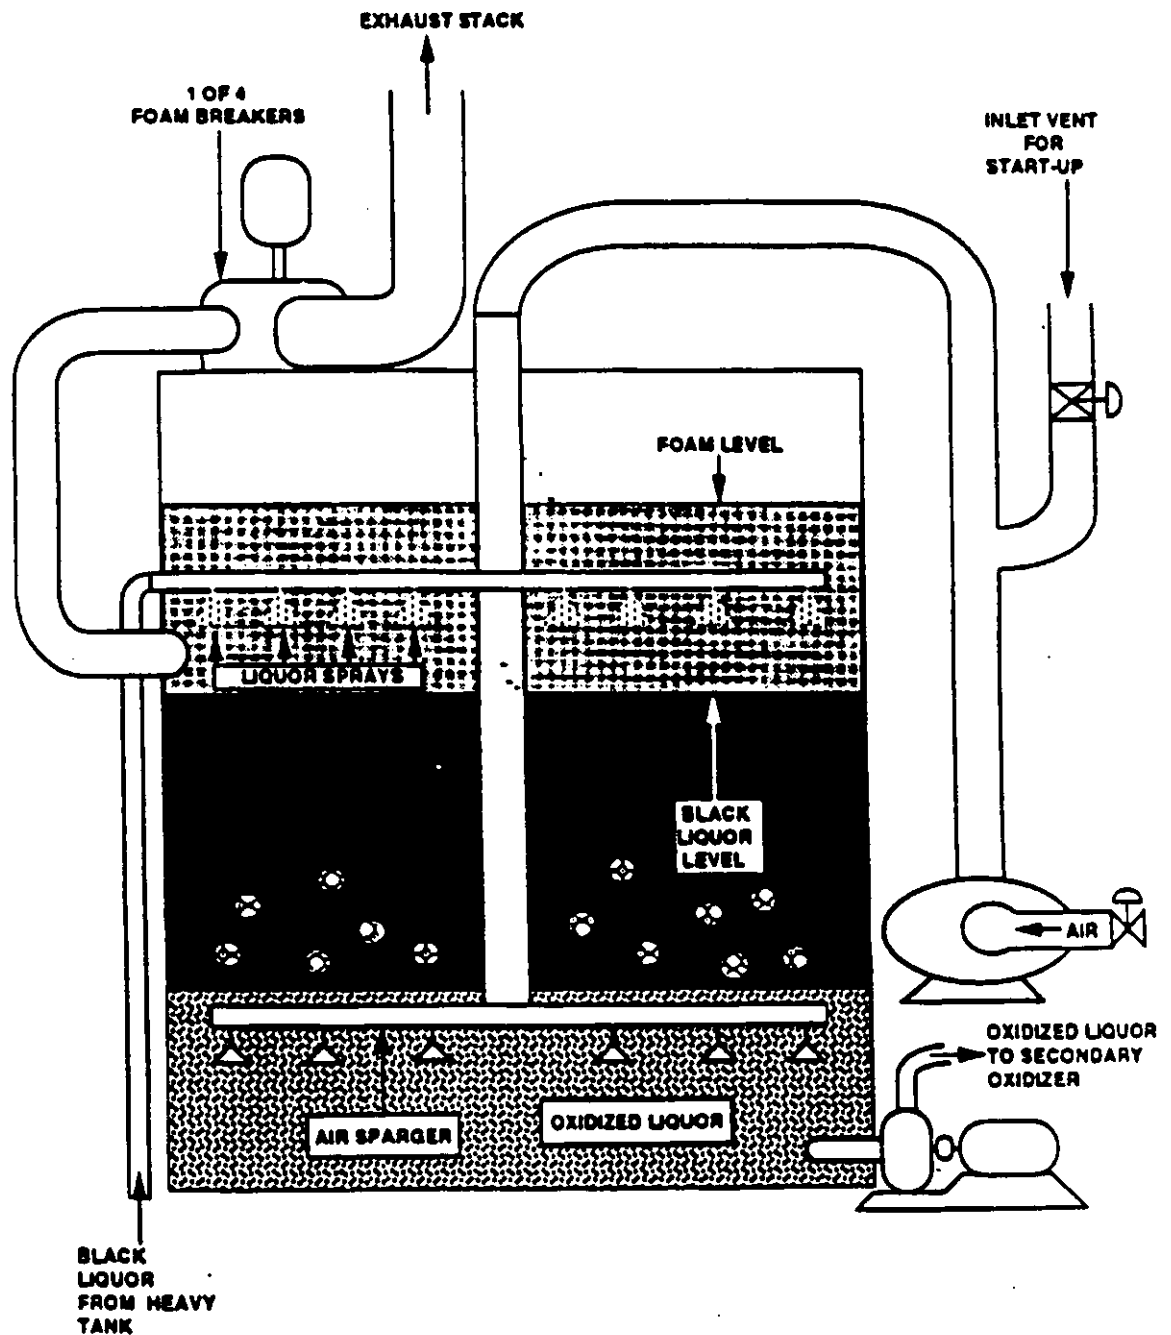 EXHAUST STACK
1 OF 4
FOAM BREAKERS
INLET VENT
FOR
START-UP
FOAM LEVEL
LIQUOR SPRAYS
BLACK
LIQUOR
LEVEL
AIR
OXIDIZED LIQUOR
TO SECONDARY
OXIDIZER
AIR SPARGER
OXIDIZED LIQUOR
BLACK
LIQUOR
FROM HEAVY
TANK